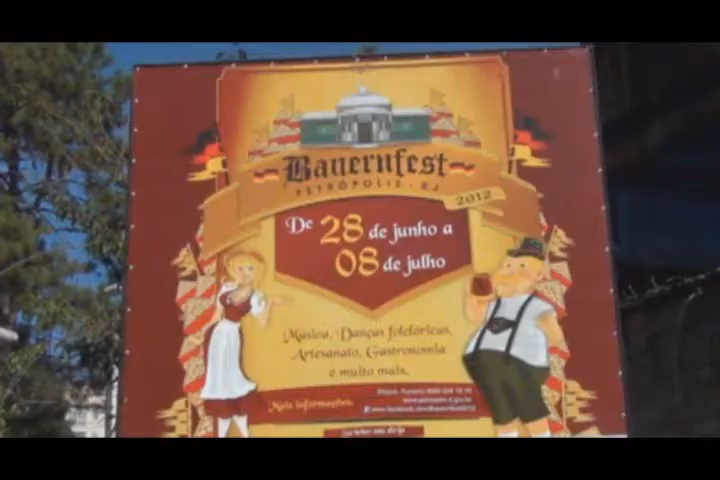 Bauernfest
PETRÓPOLIS - RJ
2012
De 28 de junho a
08 de julho
Música, Danças folclóricas,
Artesanato, Gastronomia
e muito mais.
Mais informações: